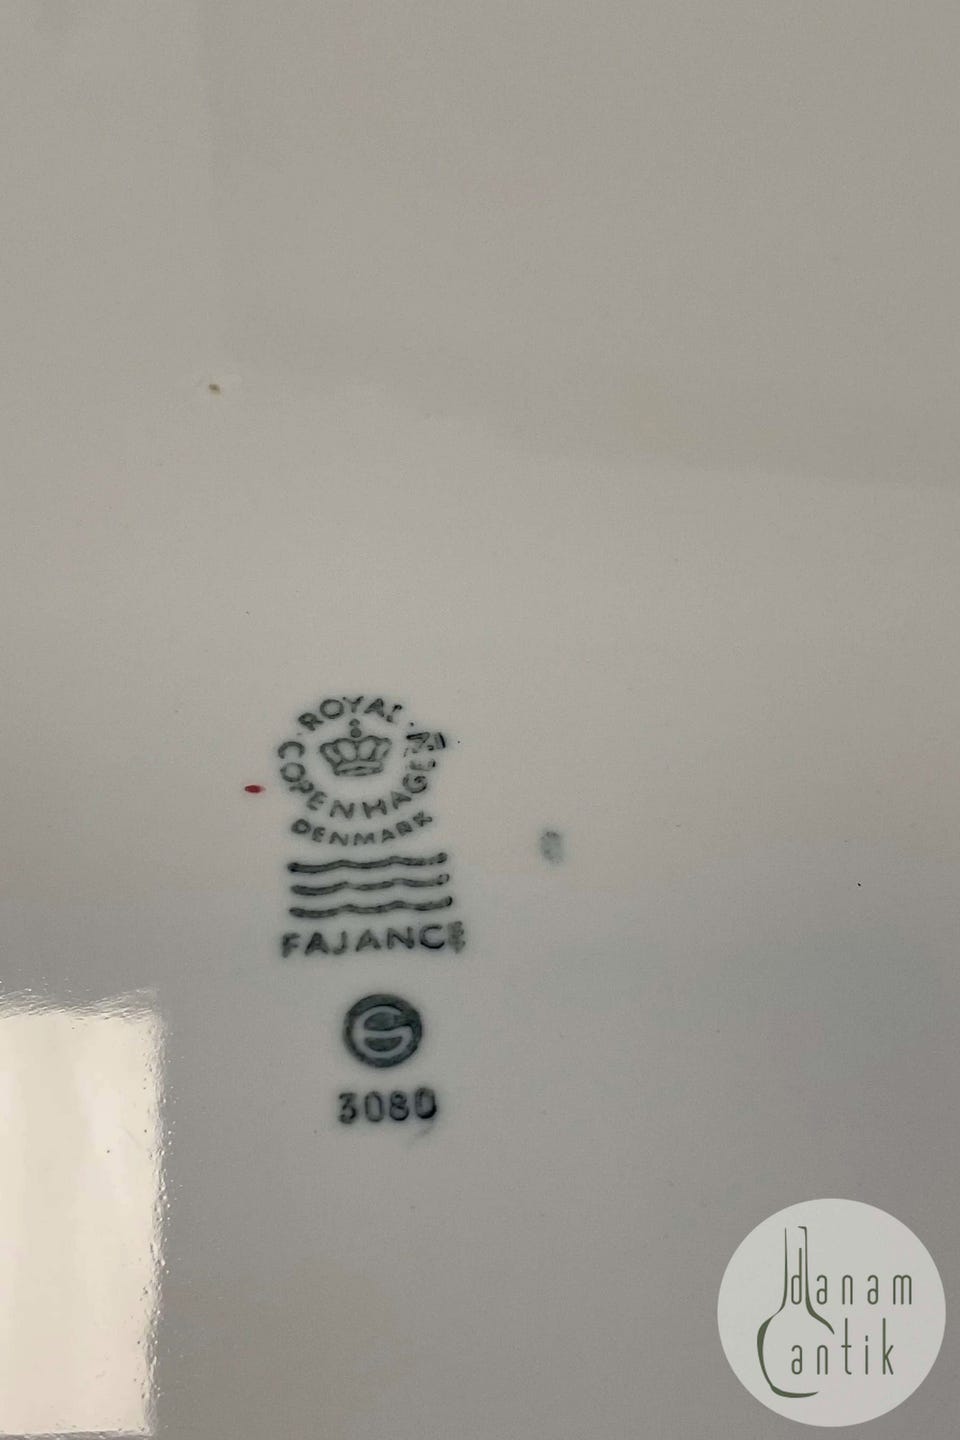 ROYAL COPENHAGEN
DENMARK
FAJANCE
3080
danam
antik